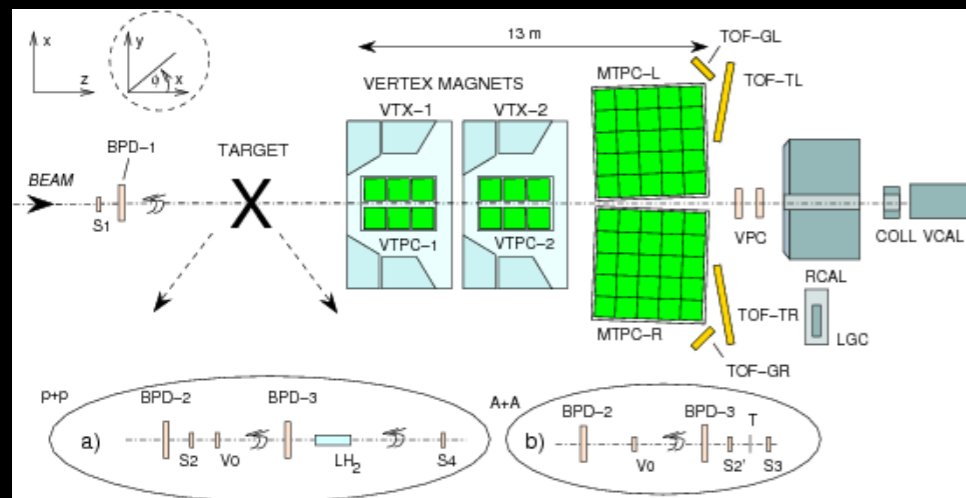 13 m
TOF-GL
x
y
MTPC-L
VERTEX MAGNETS
TOF-TL
φ
x
z
VTX-1
VTX-2
BPD-1
TARGET
BEAM
X
S1
VTPC-1
VTPC-2
VPC
COLL
VCAL
RCAL
TOF-TR
MTPC-R
LGC
TOF-GR
p+p
BPD-2
BPD-3
A+A
BPD-2
BPD-3
T
a)
b)
S2
V0
LH2
S4
V0
S2'
S3